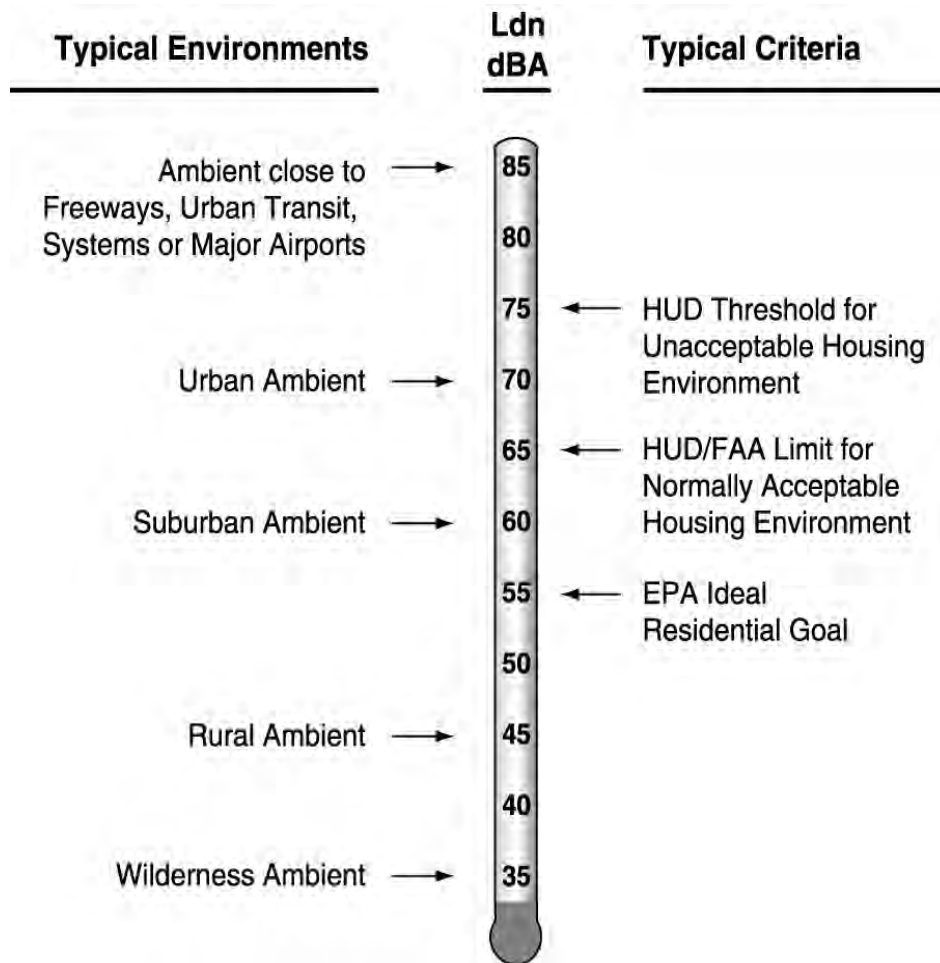 Typical Environments
Ldn
dBA
Typical Criteria
Ambient close to
Freeways, Urban Transit,
Systems or Major Airports
85
80
75
HUD Threshold for
Unacceptable Housing
Environment
Urban Ambient
70
65
HUD/FAA Limit for
Normally Acceptable
Housing Environment
Suburban Ambient
60
55
EPA Ideal
Residential Goal
50
Rural Ambient
45
40
Wilderness Ambient
35